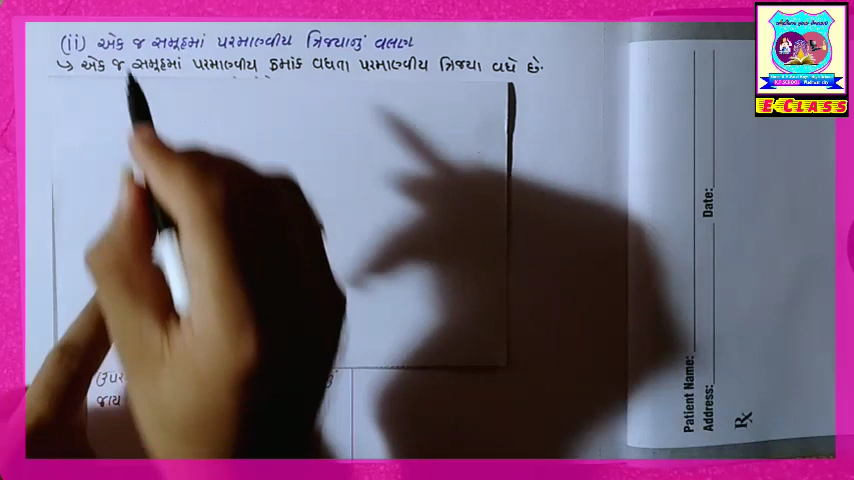 (ii) એક જ સમૂહમાં પરમાણ્વીય ત્રિજ્યાનું વલણ
↳ એક જ સમૂહમાં પરમાણ્વીય ક્રમાંક વધતા પરમાણ્વીય ત્રિજ્યા વધે છે.
જાય
Patient Name:
Address:
Date:
Rx
E CLASS